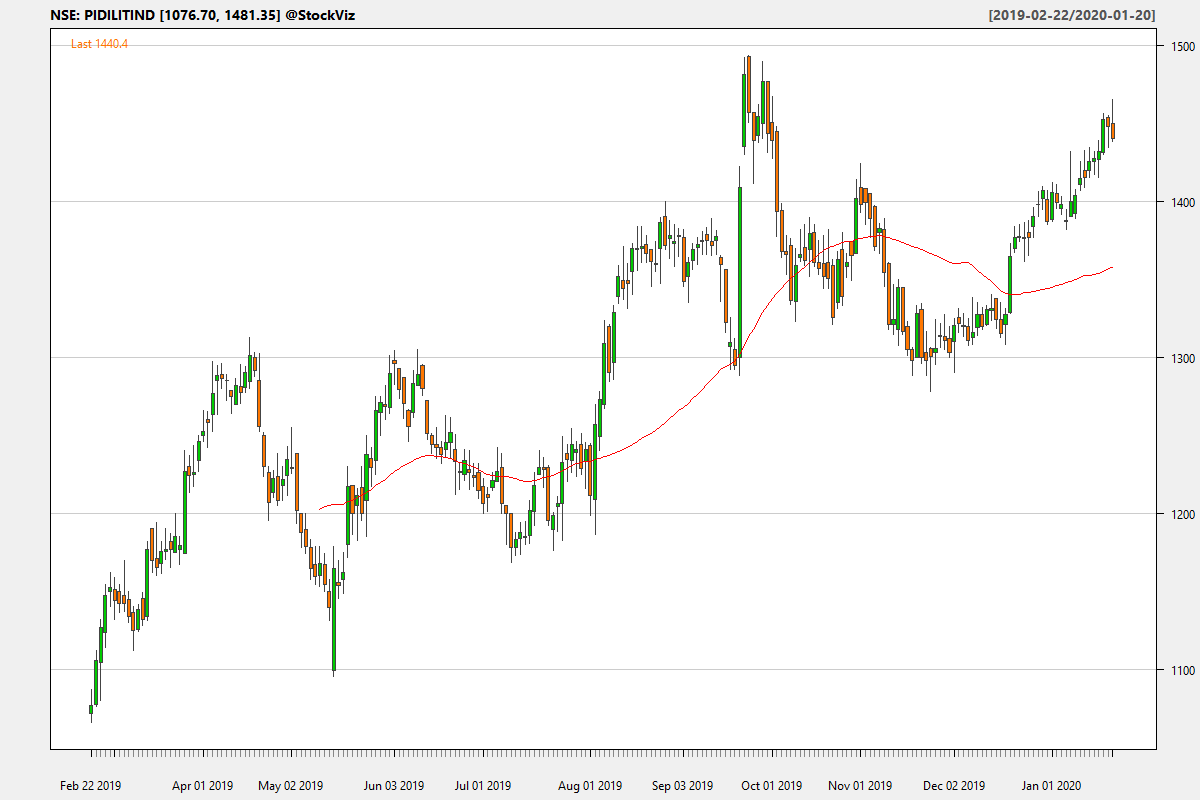 NSE: PIDILITIND [1076.70, 1481.35] @StockViz
[2019-02-22/2020-01-20]
Last 1440.4
1500
1400
1300
1200
1100
Feb 22 2019 Apr 01 2019 May 02 2019 Jun 03 2019 Jul 01 2019 Aug 01 2019 Sep 03 2019 Oct 01 2019 Nov 01 2019 Dec 02 2019 Jan 01 2020